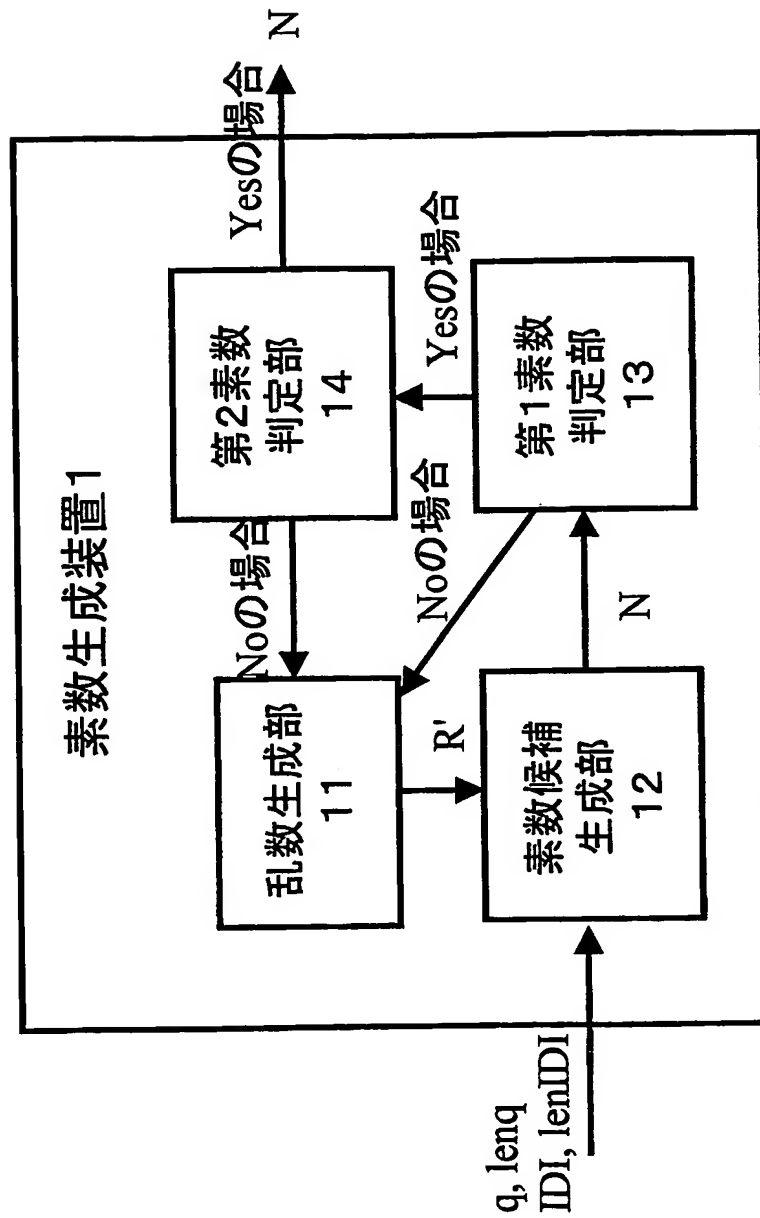 素数生成装置1
乱数生成部
11
Noの場合
第2素数
判定部
14
Yesの場合
N
R'
Noの場合
Yesの場合
q, lenq
IDI, lenIDI
素数候補
生成部
12
N
第1素数
判定部
13